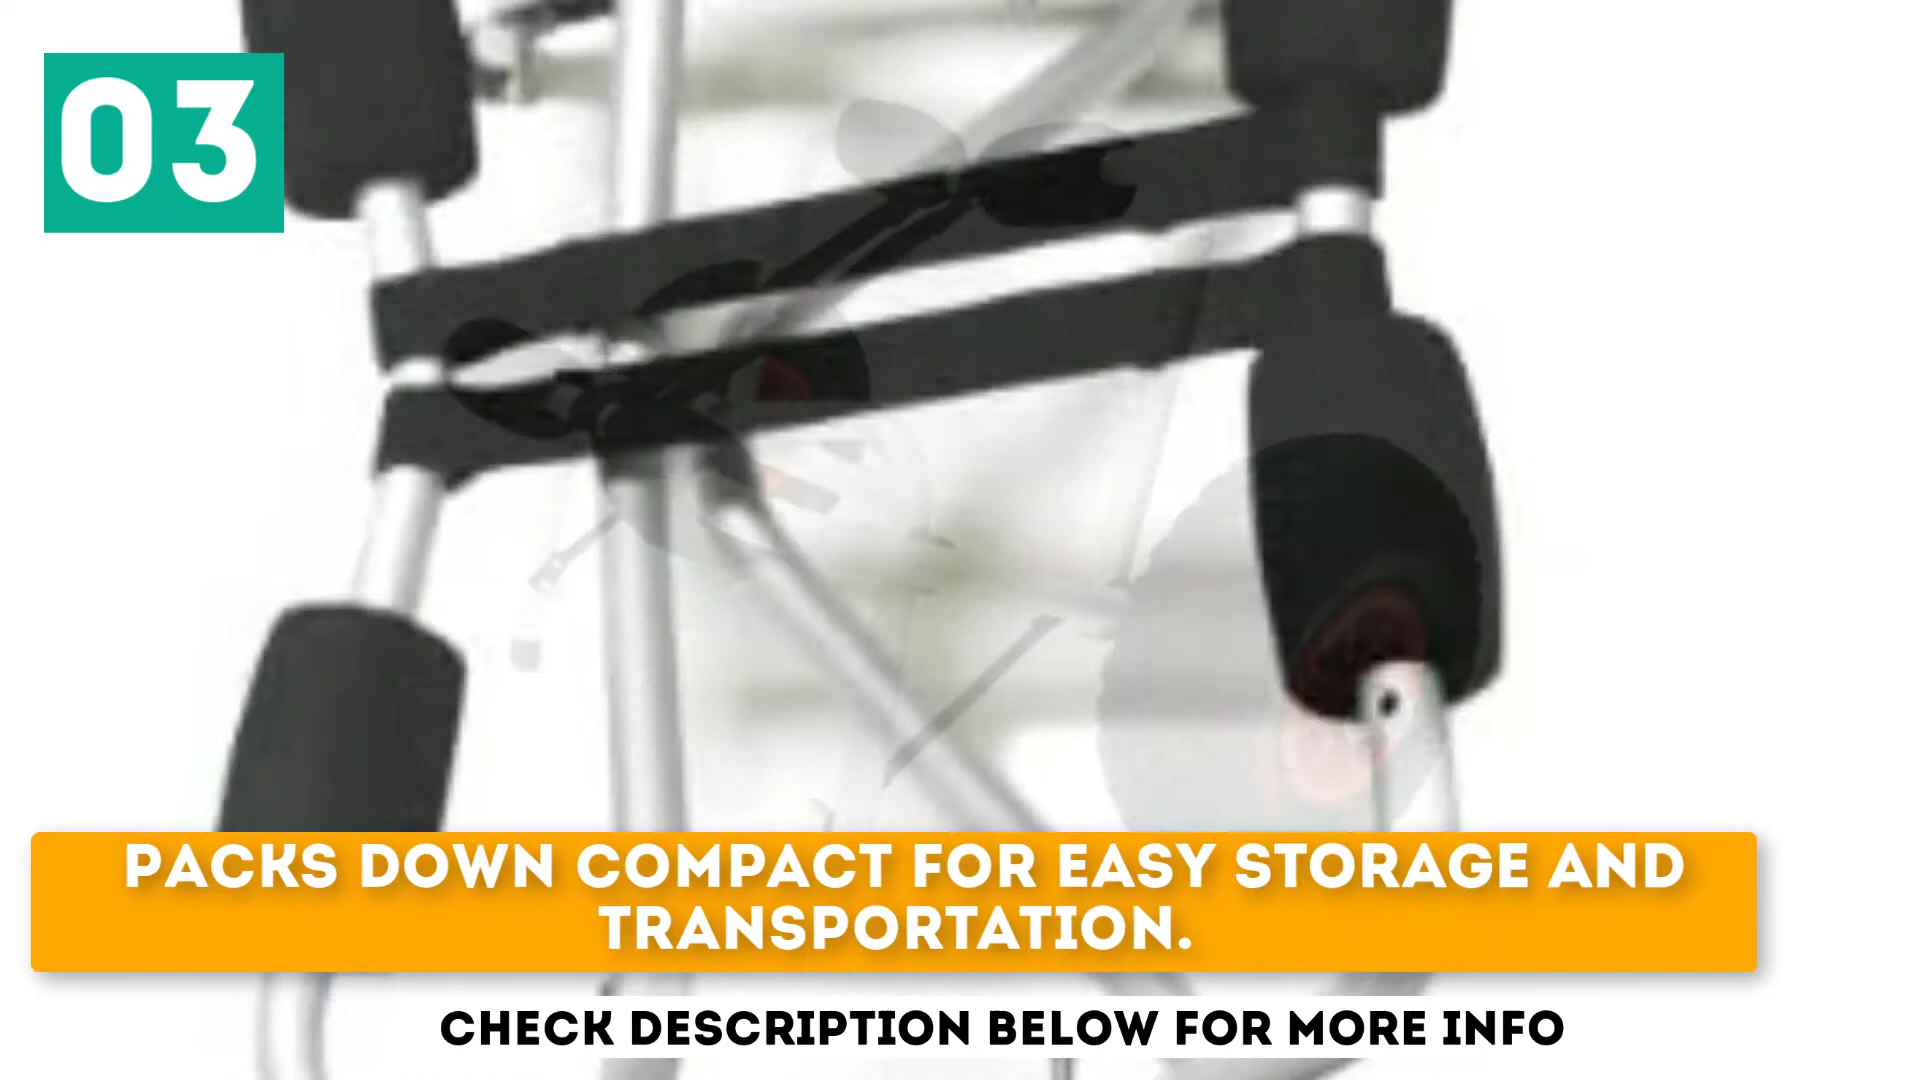 03
PACKS DOWN COMPACT FOR EASY STORAGE AND
TRANSPORTATION.
CHECK DESCRIPTION BELOW FOR MORE INFO